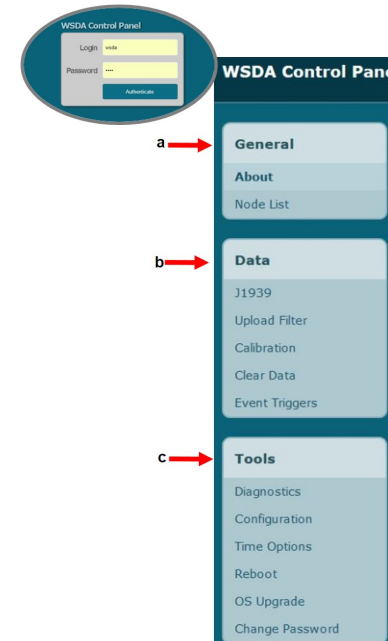 WSDA Control Panel
Login wsda
Password ••••
Authenticate
WSDA Control Pane
a
General
About
Node List
b
Data
J1939
Upload Filter
Calibration
Clear Data
Event Triggers
c
Tools
Diagnostics
Configuration
Time Options
Reboot
OS Upgrade
Change Password